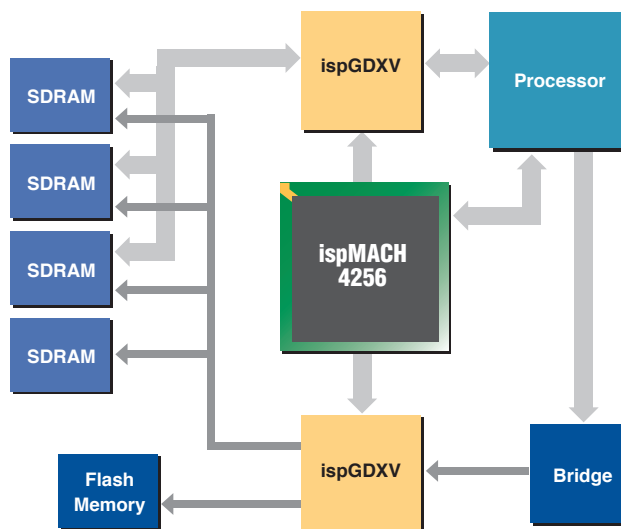 ispGDXV
Processor
SDRAM
SDRAM
SDRAM
SDRAM
ispMACH
4256
ispGDXV
Bridge
Flash
Memory